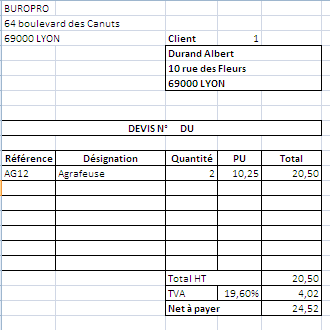 BUROPRO
64 boulevard des Canuts
69000 LYON Client 1
Durand Albert
10 rue des Fleurs
69000 LYON
DEVIS N° DU
Référence Désignation Quantité PU Total
AG12 Agrafeuse 2 10,25 20,50
Total HT 20,50
TVA 19,60% 4,02
Net à payer 24,52